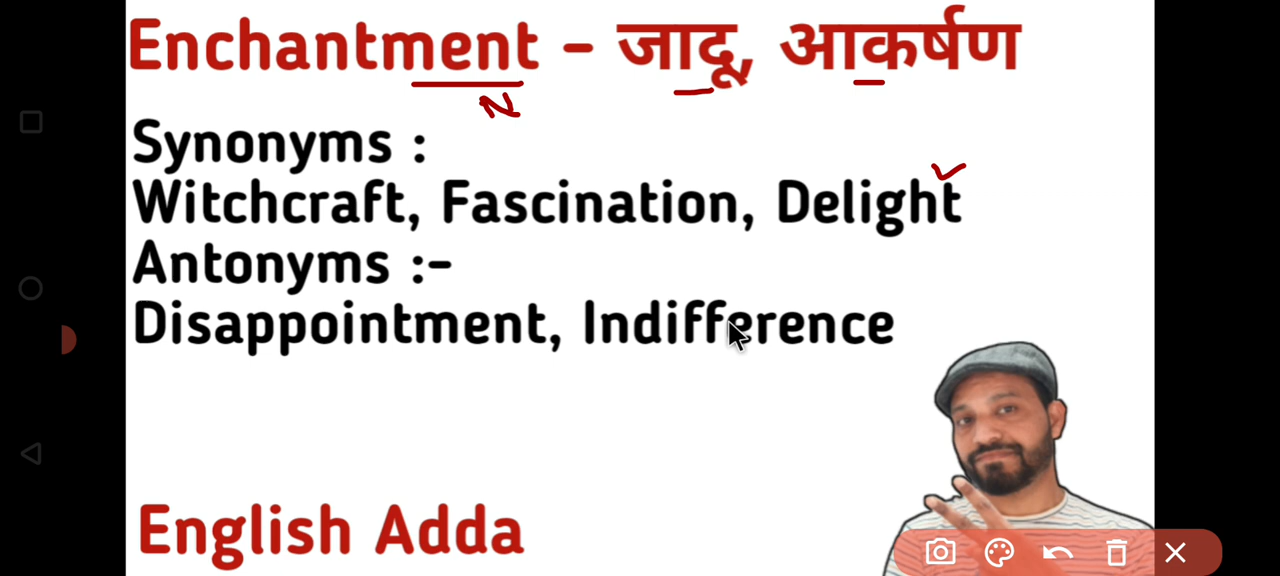 Enchantment - जादू, आकर्षण
N
Synonyms :
Witchcraft, Fascination, Delight
Antonyms :-
Disappointment, Indifference
English Adda